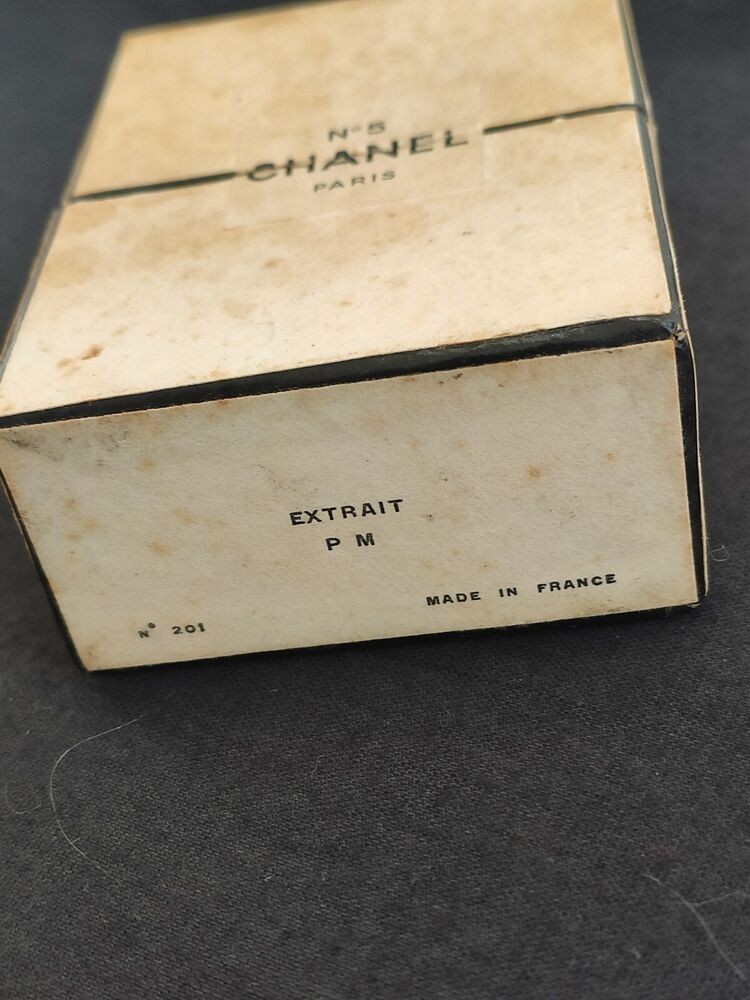 N°5
CHANEL
PARIS
EXTRAIT
P M
MADE IN FRANCE
N° 201